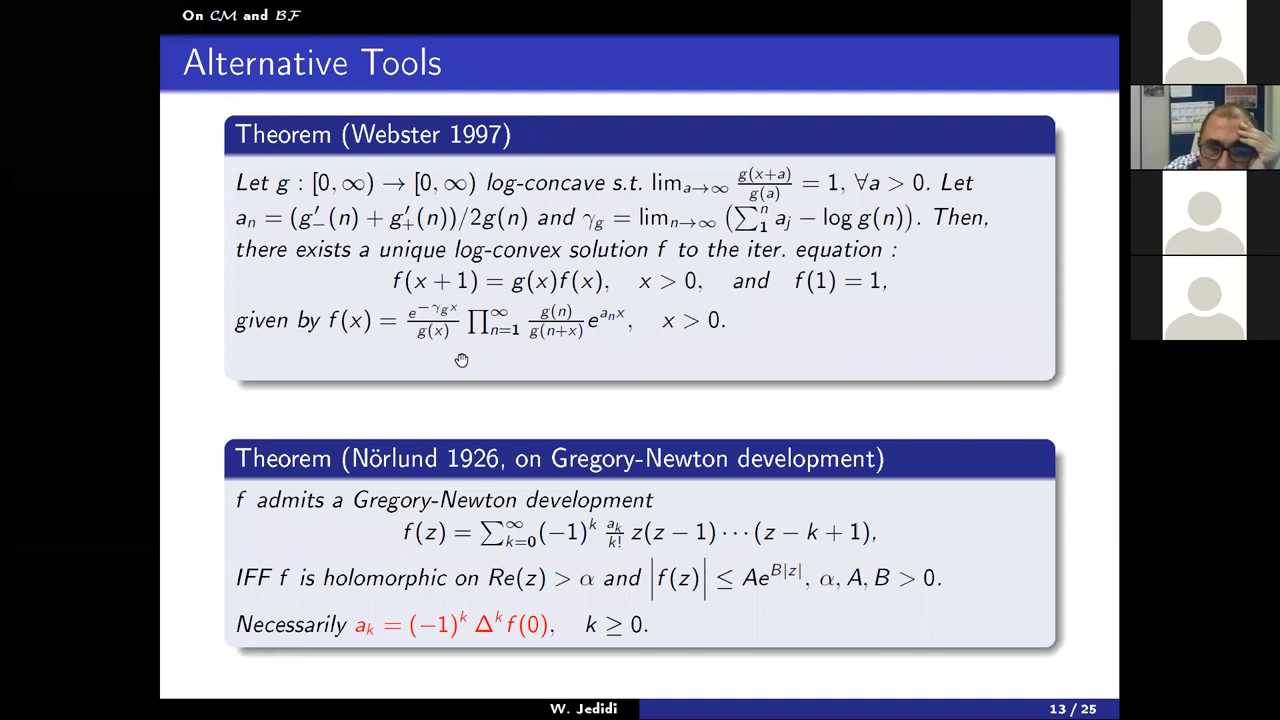 On CM and BF
Alternative Tools
Theorem (Webster 1997)
Let g : [0, ∞) → [0, ∞) log-concave s.t. lim_{a→∞} g(x+a)/g(a) = 1, ∀a > 0. Let
a_n = (g′_−(n) + g′_+(n))/2g(n) and γ_g = lim_{n→∞} (∑_1^n a_j − log g(n)). Then,
there exists a unique log-convex solution f to the iter. equation :
f(x + 1) = g(x)f(x), x > 0, and f(1) = 1,
given by f(x) = e^{−γ_g x}/g(x) ∏_{n=1}^∞ g(n)/g(n+x) e^{a_n x}, x > 0.
Theorem (Nörlund 1926, on Gregory-Newton development)
f admits a Gregory-Newton development
f(z) = ∑_{k=0}^∞ (−1)^k a_k/k! z(z − 1) ··· (z − k + 1),
IFF f is holomorphic on Re(z) > α and |f(z)| ≤ Ae^{B|z|}, α, A, B > 0.
Necessarily a_k = (−1)^k Δ^k f(0), k ≥ 0.
W. Jedidi
13 / 25